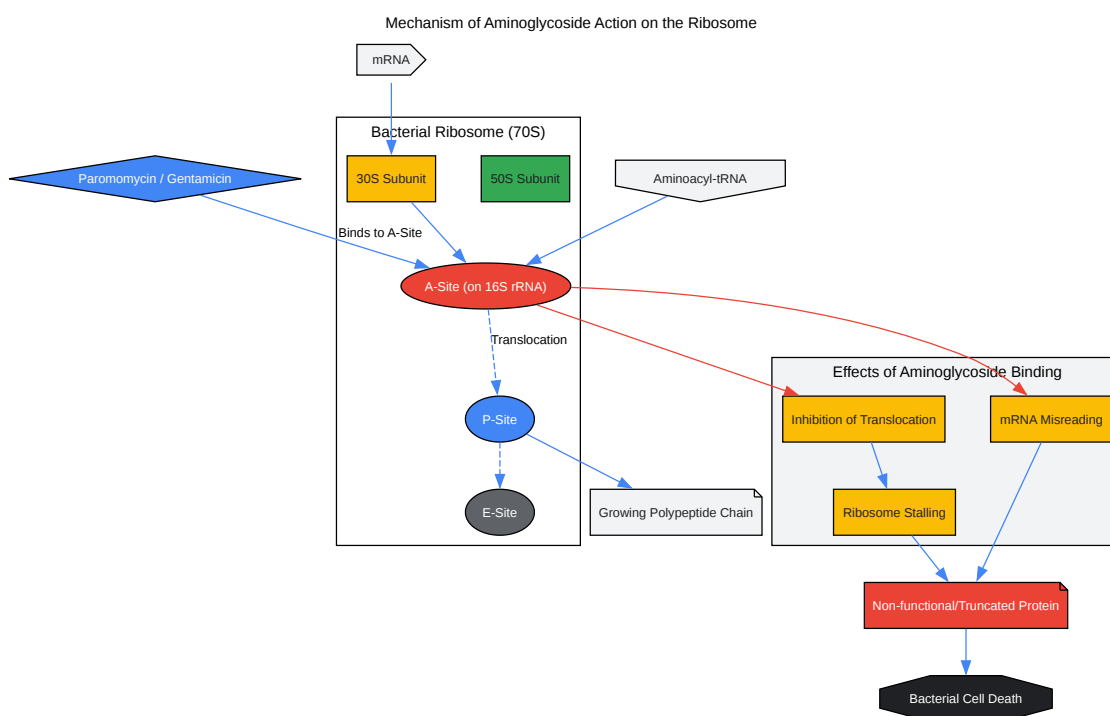 Mechanism of Aminoglycoside Action on the Ribosome
mRNA
Bacterial Ribosome (70S)
Paromomycin / Gentamicin
30S Subunit
50S Subunit
Aminoacyl-tRNA
Binds to A-Site
A-Site (on 16S rRNA)
Translocation
Effects of Aminoglycoside Binding
P-Site
Inhibition of Translocation
mRNA Misreading
E-Site
Growing Polypeptide Chain
Ribosome Stalling
Non-functional/Truncated Protein
Bacterial Cell Death